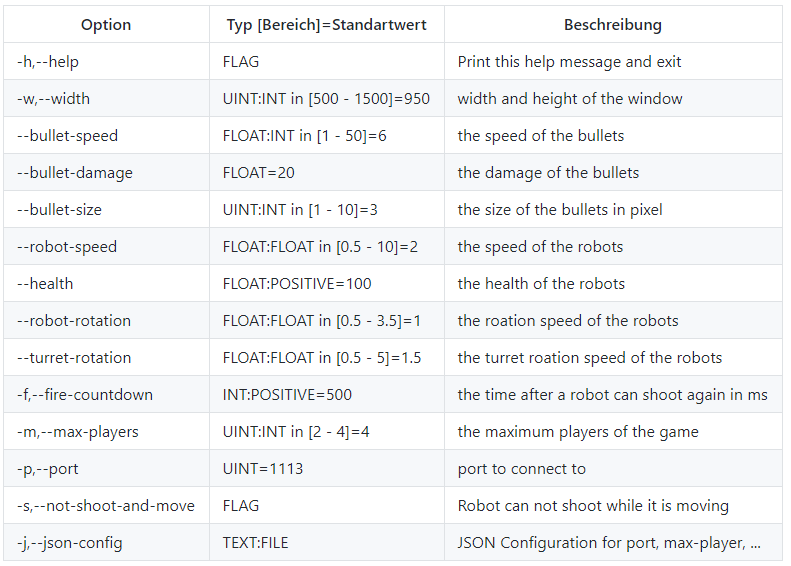 Option Typ [Bereich]=Standartwert Beschreibung
-h,--help FLAG Print this help message and exit
-w,--width UINT:INT in [500 - 1500]=950 width and height of the window
--bullet-speed FLOAT:INT in [1 - 50]=6 the speed of the bullets
--bullet-damage FLOAT=20 the damage of the bullets
--bullet-size UINT:INT in [1 - 10]=3 the size of the bullets in pixel
--robot-speed FLOAT:FLOAT in [0.5 - 10]=2 the speed of the robots
--health FLOAT:POSITIVE=100 the health of the robots
--robot-rotation FLOAT:FLOAT in [0.5 - 3.5]=1 the roation speed of the robots
--turret-rotation FLOAT:FLOAT in [0.5 - 5]=1.5 the turret roation speed of the robots
-f,--fire-countdown INT:POSITIVE=500 the time after a robot can shoot again in ms
-m,--max-players UINT:INT in [2 - 4]=4 the maximum players of the game
-p,--port UINT=1113 port to connect to
-s,--not-shoot-and-move FLAG Robot can not shoot while it is moving
-j,--json-config TEXT:FILE JSON Configuration for port, max-player, ...